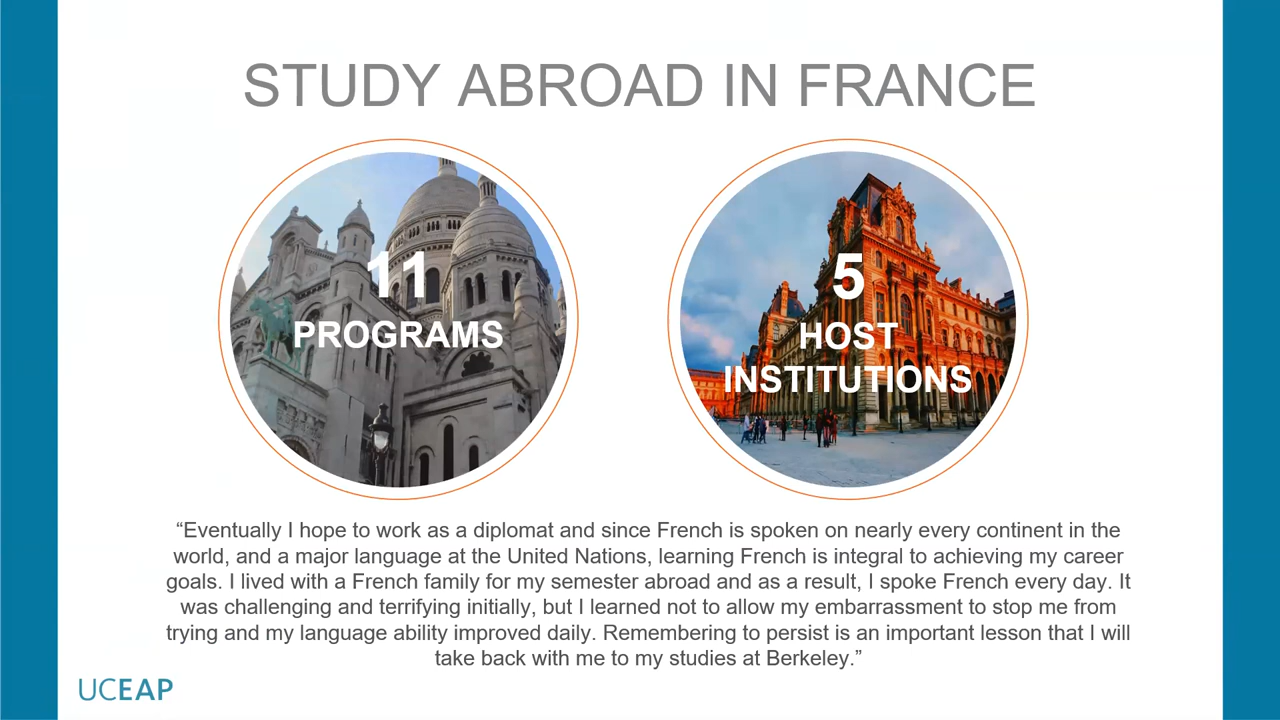 STUDY ABROAD IN FRANCE
11
PROGRAMS
5
HOST
INSTITUTIONS
“Eventually I hope to work as a diplomat and since French is spoken on nearly every continent in the
world, and a major language at the United Nations, learning French is integral to achieving my career
goals. I lived with a French family for my semester abroad and as a result, I spoke French every day. It
was challenging and terrifying initially, but I learned not to allow my embarrassment to stop me from
trying and my language ability improved daily. Remembering to persist is an important lesson that I will
take back with me to my studies at Berkeley.”
UCEAP